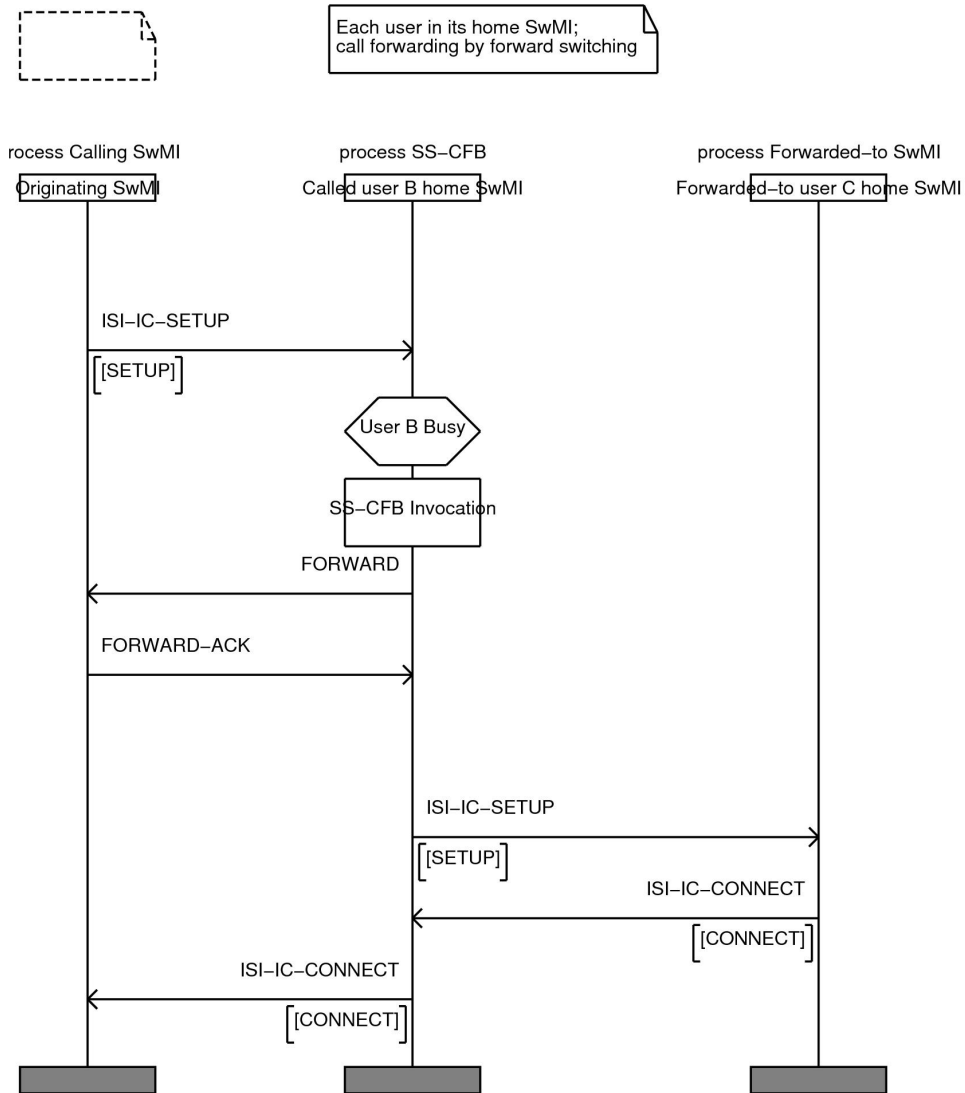 Each user in its home SwMI;
call forwarding by forward switching
rocess Calling SwMI
process SS−CFB
process Forwarded−to SwMI
Originating SwMI
Called user B home SwMI
Forwarded−to user C home SwMI
ISI−IC−SETUP
[SETUP]
User B Busy
SS−CFB Invocation
FORWARD
FORWARD−ACK
ISI−IC−SETUP
[SETUP]
ISI−IC−CONNECT
[CONNECT]
ISI−IC−CONNECT
[CONNECT]